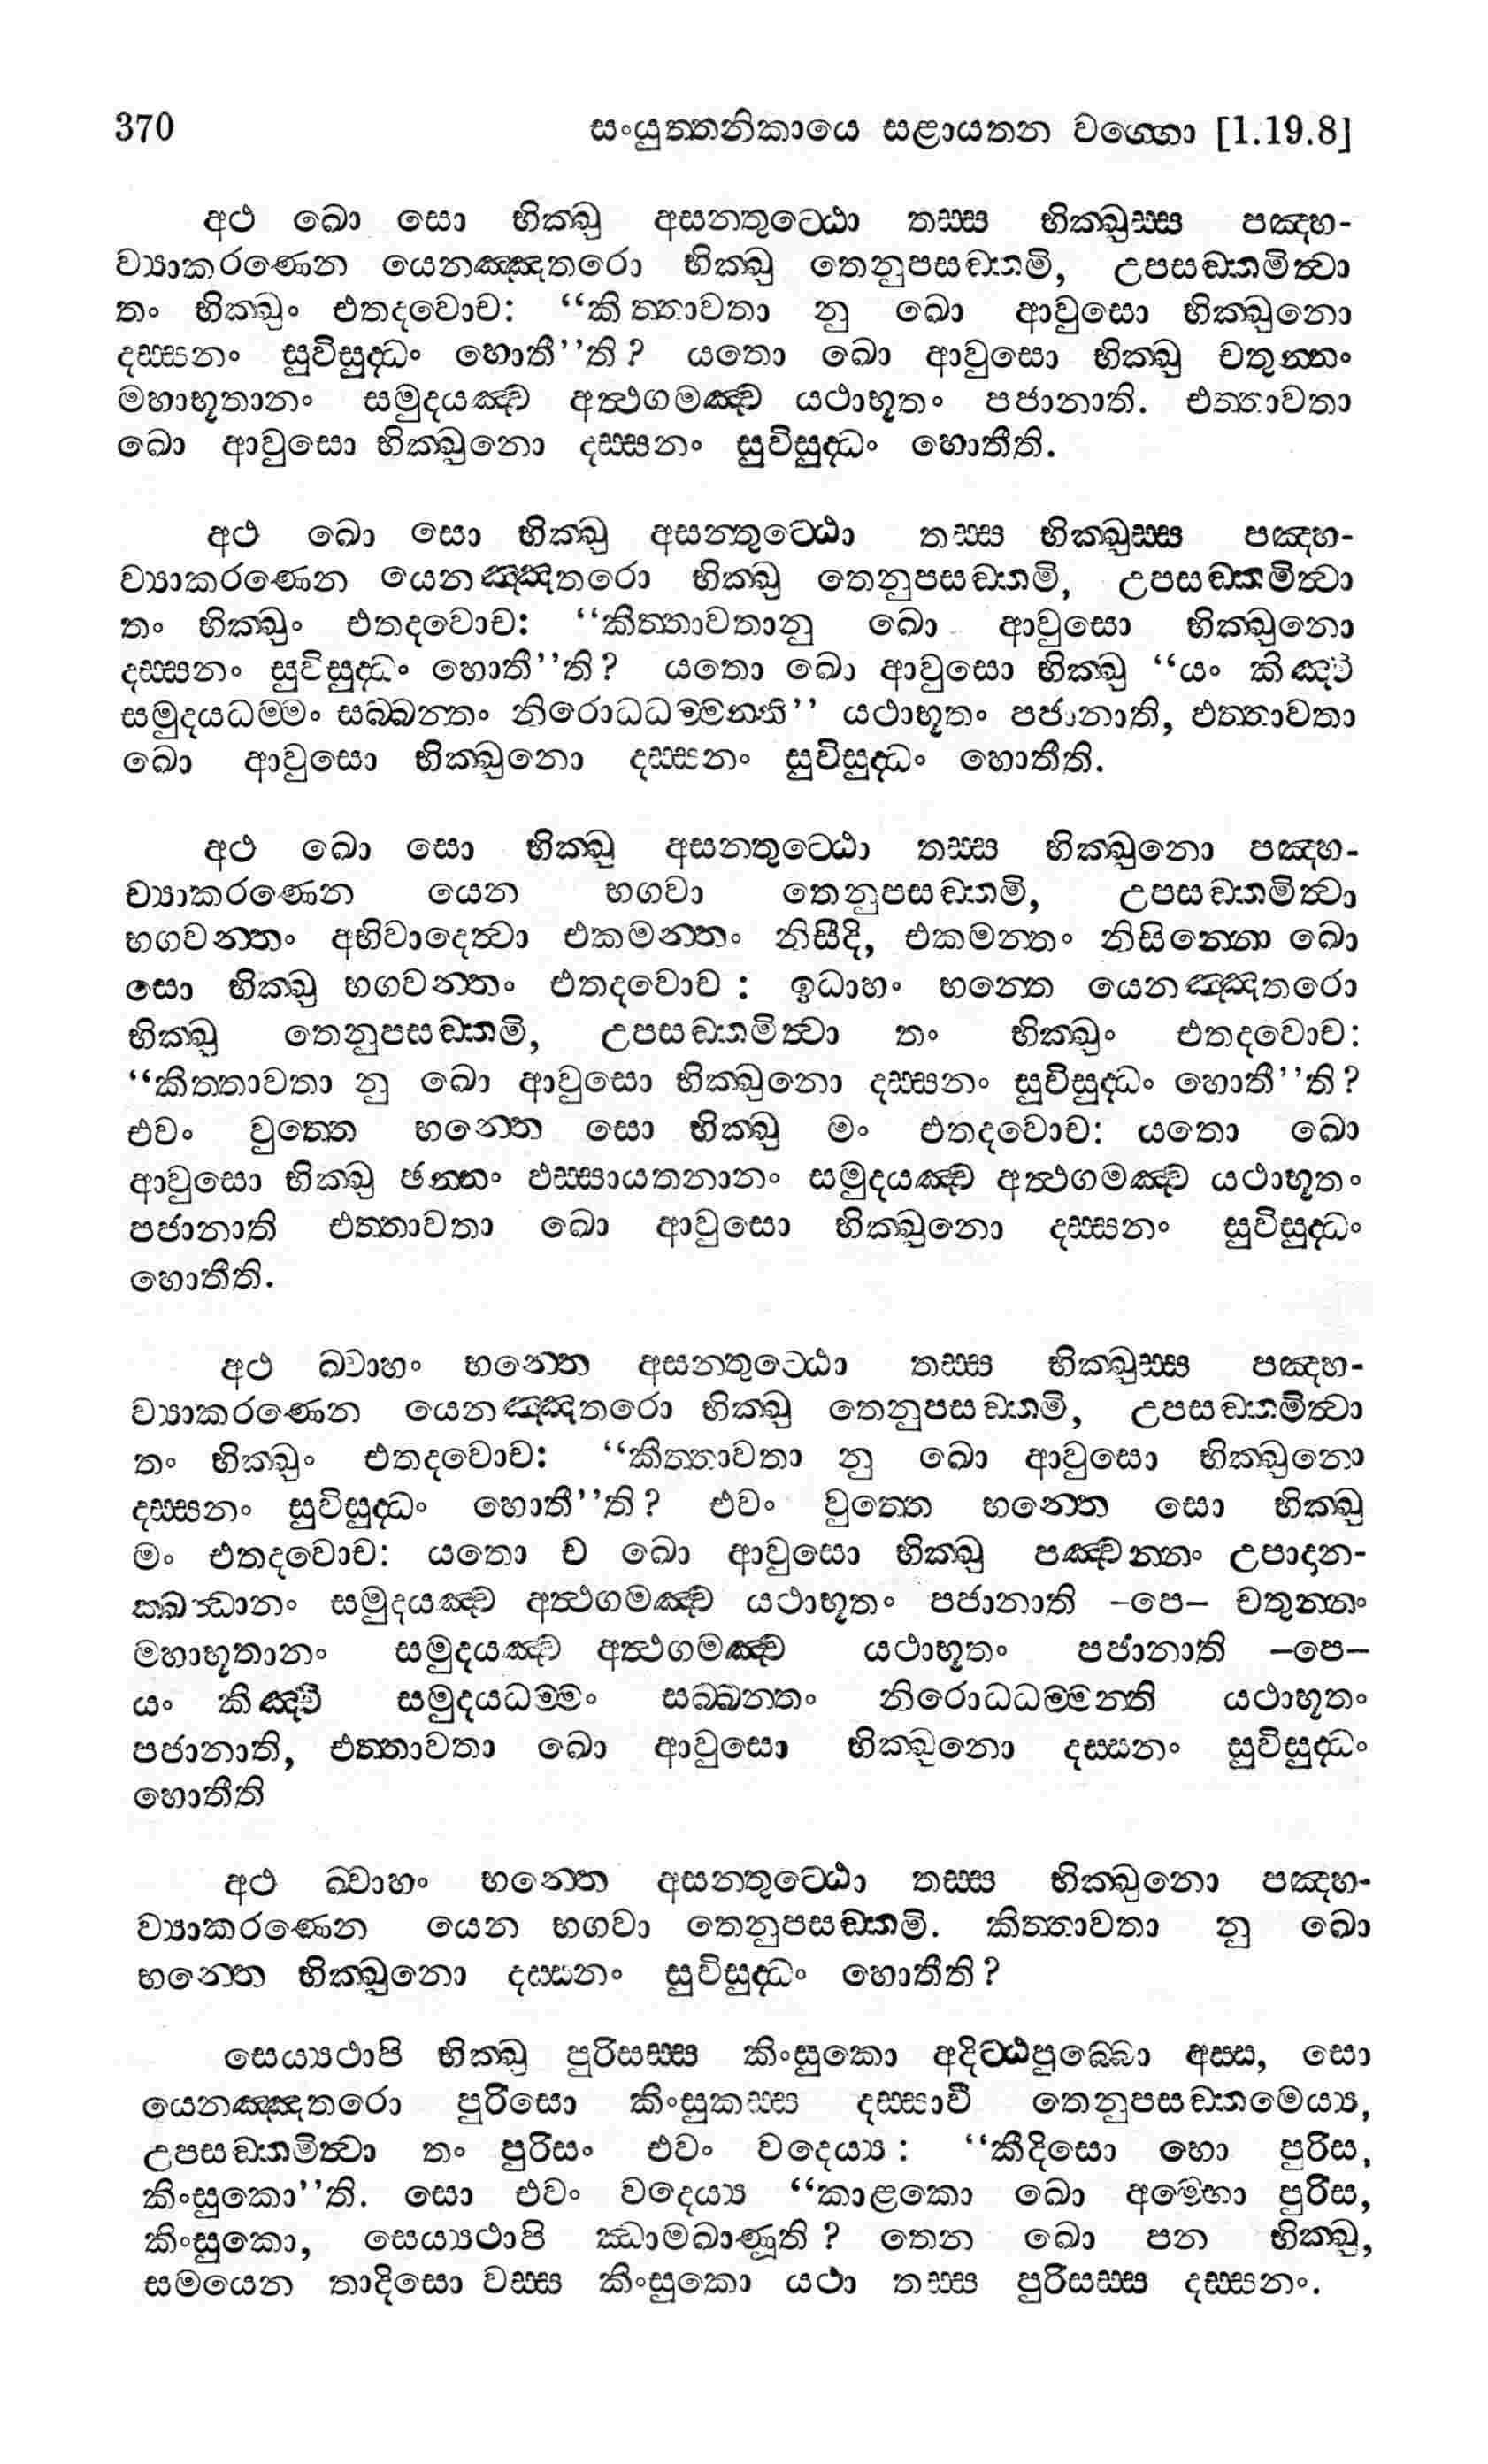 370 සංයුත්තනිකායෙ සළායතන වග්ගො [1.19.8]
අථ ඛො සො භික්ඛු අසන්තුට්ඨො තස්ස භික්ඛුස්ස පඤ්හ-
ව්‍යාකරණෙන යෙනඤ්ඤතරො භික්ඛු තෙනුපසඞ්කමි, උපසඞ්කමිත්වා
තං භික්ඛුං එතදවොච: “කිත්තාවතා නු ඛො ආවුසො භික්ඛුනො
දස්සනං සුවිසුද්ධං හොතී”ති? යතො ඛො ආවුසො භික්ඛු චතුන්නං
මහාභූතානං සමුදයඤ්ච අත්ථගමඤ්ච යථාභූතං පජානාති. එත්තාවතා
ඛො ආවුසො භික්ඛුනො දස්සනං සුවිසුද්ධං හොතීති.
අථ ඛො සො භික්ඛු අසන්තුට්ඨො තස්ස භික්ඛුස්ස පඤ්හ-
ව්‍යාකරණෙන යෙනඤ්ඤතරො භික්ඛු තෙනුපසඞ්කමි, උපසඞ්කමිත්වා
තං භික්ඛුං එතදවොච: “කිත්තාවතානු ඛො ආවුසො භික්ඛුනො
දස්සනං සුවිසුද්ධං හොතී”ති? යතො ඛො ආවුසො භික්ඛු “යං කිඤ්චි
සමුදයධම්මං සබ්බන්තං නිරොධධම්මන්ති” යථාභූතං පජානාති, එත්තාවතා
ඛො ආවුසො භික්ඛුනො දස්සනං සුවිසුද්ධං හොතීති.
අථ ඛො සො භික්ඛු අසන්තුට්ඨො තස්ස භික්ඛුනො පඤ්හ-
ව්‍යාකරණෙන යෙන භගවා තෙනුපසඞ්කමි, උපසඞ්කමිත්වා
භගවන්තං අභිවාදෙත්වා එකමන්තං නිසීදි, එකමන්තං නිසින්නො ඛො
සො භික්ඛු භගවන්තං එතදවොච : ඉධාහං භන්තෙ යෙනඤ්ඤතරො
භික්ඛු තෙනුපසඞ්කමි, උපසඞ්කමිත්වා තං භික්ඛුං එතදවොච:
“කිත්තාවතා නු ඛො ආවුසො භික්ඛුනො දස්සනං සුවිසුද්ධං හොතී”ති?
එවං වුත්තෙ භන්තෙ සො භික්ඛු මං එතදවොච: යතො ඛො
ආවුසො භික්ඛු ඡන්නං ඵස්සායතනානං සමුදයඤ්ච අත්ථගමඤ්ච යථාභූතං
පජානාති එත්තාවතා ඛො ආවුසො භික්ඛුනො දස්සනං සුවිසුද්ධං
හොතීති.
අථ ඛ්වාහං භන්තෙ අසන්තුට්ඨො තස්ස භික්ඛුස්ස පඤ්හ-
ව්‍යාකරණෙන යෙනඤ්ඤතරො භික්ඛු තෙනුපසඞ්කමි, උපසඞ්කමිත්වා
තං භික්ඛුං එතදවොච: “කිත්තාවතා නු ඛො ආවුසො භික්ඛුනො
දස්සනං සුවිසුද්ධං හොතී”ති? එවං වුත්තෙ භන්තෙ සො භික්ඛු
මං එතදවොච: යතො ච ඛො ආවුසො භික්ඛු පඤ්චන්නං උපාදාන-
ක්ඛන්ධානං සමුදයඤ්ච අත්ථගමඤ්ච යථාභූතං පජානාති –පෙ– චතුන්නං
මහාභූතානං සමුදයඤ්ච අත්ථගමඤ්ච යථාභූතං පජානාති –පෙ–
යං කිඤ්චි සමුදයධම්මං සබ්බන්තං නිරොධධම්මන්ති යථාභූතං
පජානාති, එත්තාවතා ඛො ආවුසො භික්ඛුනො දස්සනං සුවිසුද්ධං
හොතීති
අථ ඛ්වාහං භන්තෙ අසන්තුට්ඨො තස්ස භික්ඛුනො පඤ්හ-
ව්‍යාකරණෙන යෙන භගවා තෙනුපසඞ්කමි. කිත්තාවතා නු ඛො
භන්තෙ භික්ඛුනො දස්සනං සුවිසුද්ධං හොතීති?
සෙය්‍යථාපි භික්ඛු පුරිසස්ස කිංසුකො අදිට්ඨපුබ්බො අස්ස, සො
යෙනඤ්ඤතරො පුරිසො කිංසුකස්ස දස්සාවී තෙනුපසඞ්කමෙය්‍ය,
උපසඞ්කමිත්වා තං පුරිසං එවං වදෙය්‍ය : “කීදිසො භො පුරිස,
කිංසුකො”ති. සො එවං වදෙය්‍ය “කාළකො ඛො අම්භො පුරිස,
කිංසුකො, සෙය්‍යථාපි ඣාමඛාණූති ? තෙන ඛො පන භික්ඛු,
සමයෙන තාදිසො වස්ස කිංසුකො යථා තස්ස පුරිසස්ස දස්සනං.